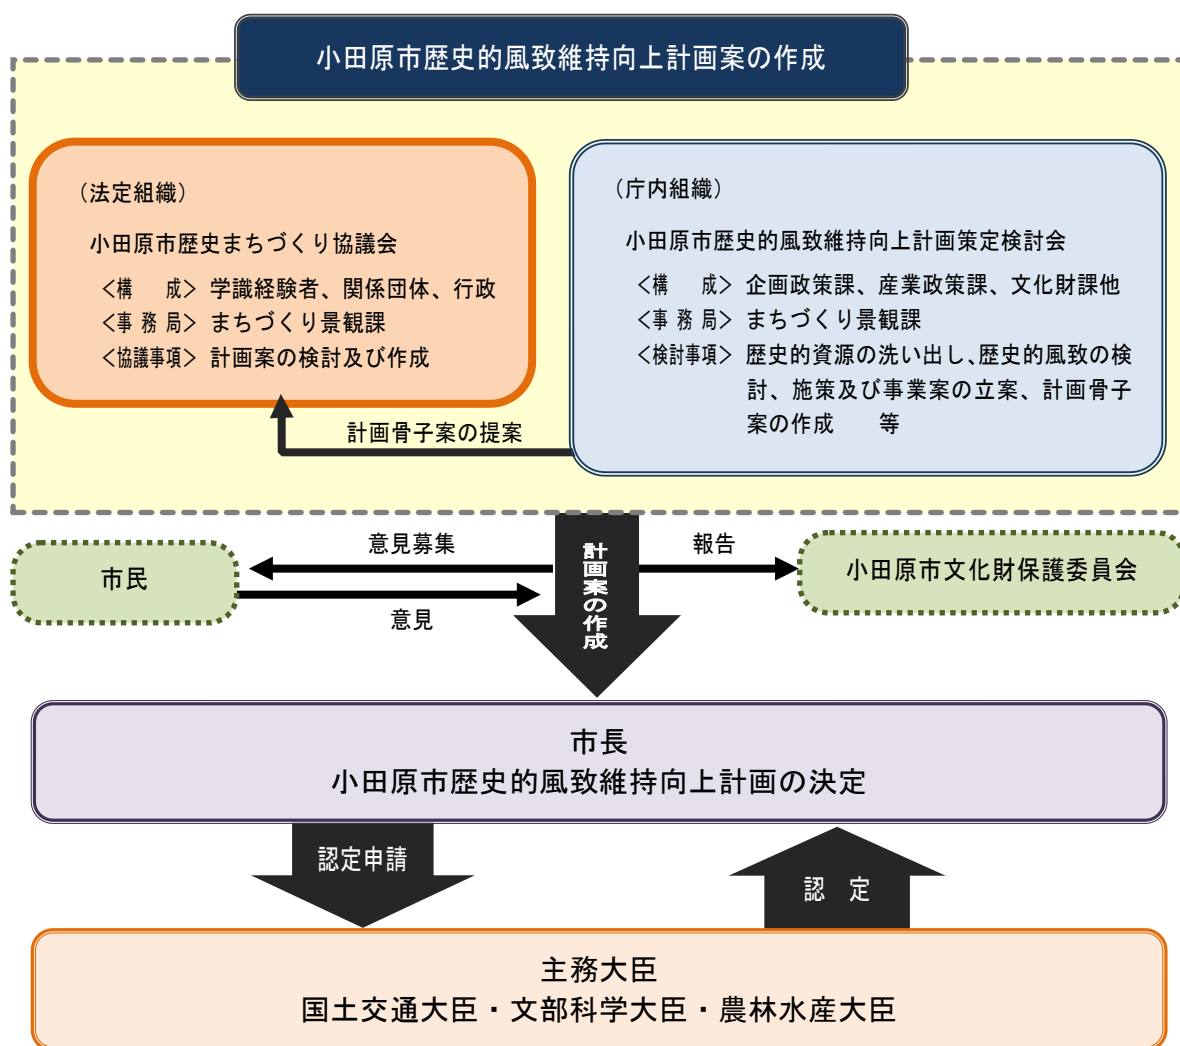 小田原市歴史的風致維持向上計画案の作成
（法定組織）
小田原市歴史まちづくり協議会
＜構　成＞ 学識経験者、関係団体、行政
＜事務局＞ まちづくり景観課
＜協議事項＞ 計画案の検討及び作成
（庁内組織）
小田原市歴史的風致維持向上計画策定検討会
＜構　成＞ 企画政策課、産業政策課、文化財課他
＜事務局＞ まちづくり景観課
＜検討事項＞ 歴史的資源の洗い出し、歴史的風致の検
討、施策及び事業案の立案、計画骨子
案の作成　等
計画骨子案の提案
計画案の作成
意見募集
報告
市民
小田原市文化財保護委員会
意見
市長
小田原市歴史的風致維持向上計画の決定
認定申請
認　定
主務大臣
国土交通大臣・文部科学大臣・農林水産大臣